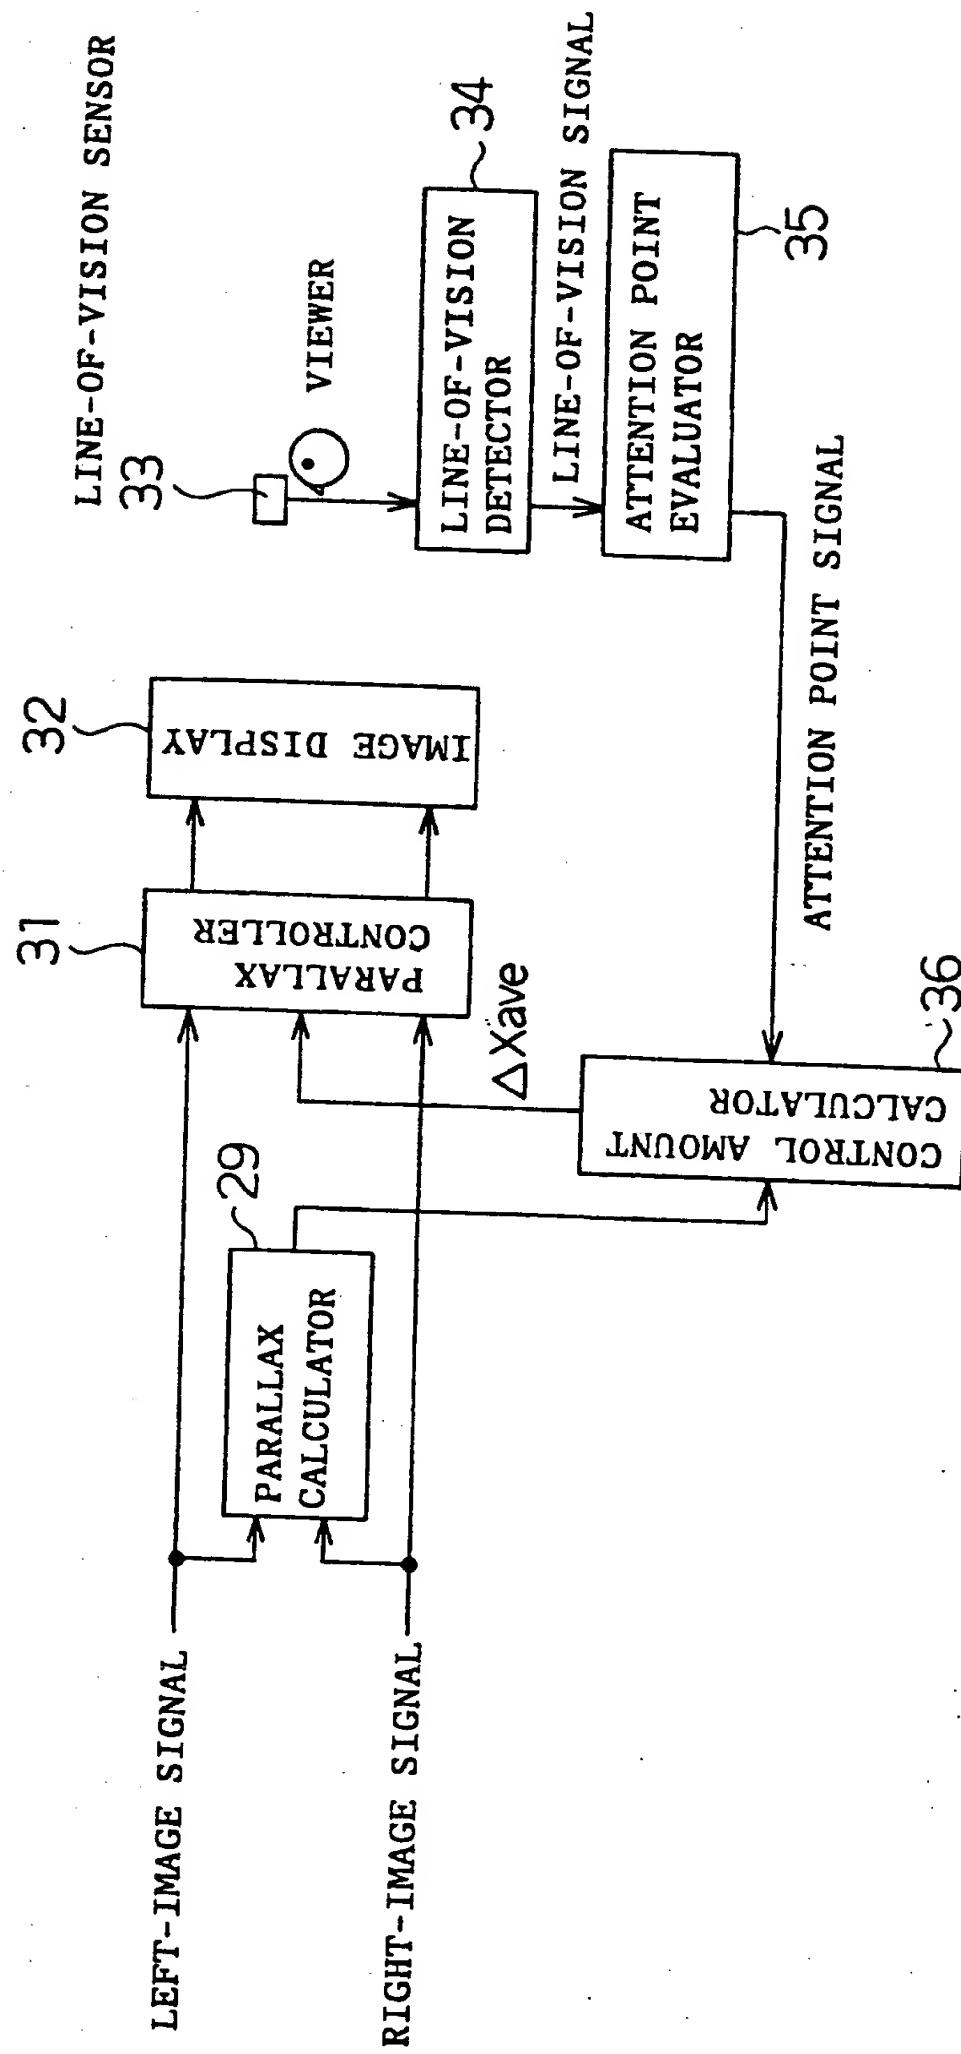 LEFT-IMAGE SIGNAL
RIGHT-IMAGE SIGNAL
29
PARALLAX
CALCULATOR
31
PARALLAX
CONTROLLER
32
IMAGE DISPLAY
ΔXave
36
CONTROL AMOUNT
CALCULATOR
LINE-OF-VISION SENSOR
33
VIEWER
34
LINE-OF-VISION
DETECTOR
LINE-OF-VISION SIGNAL
35
ATTENTION POINT
EVALUATOR
ATTENTION POINT SIGNAL